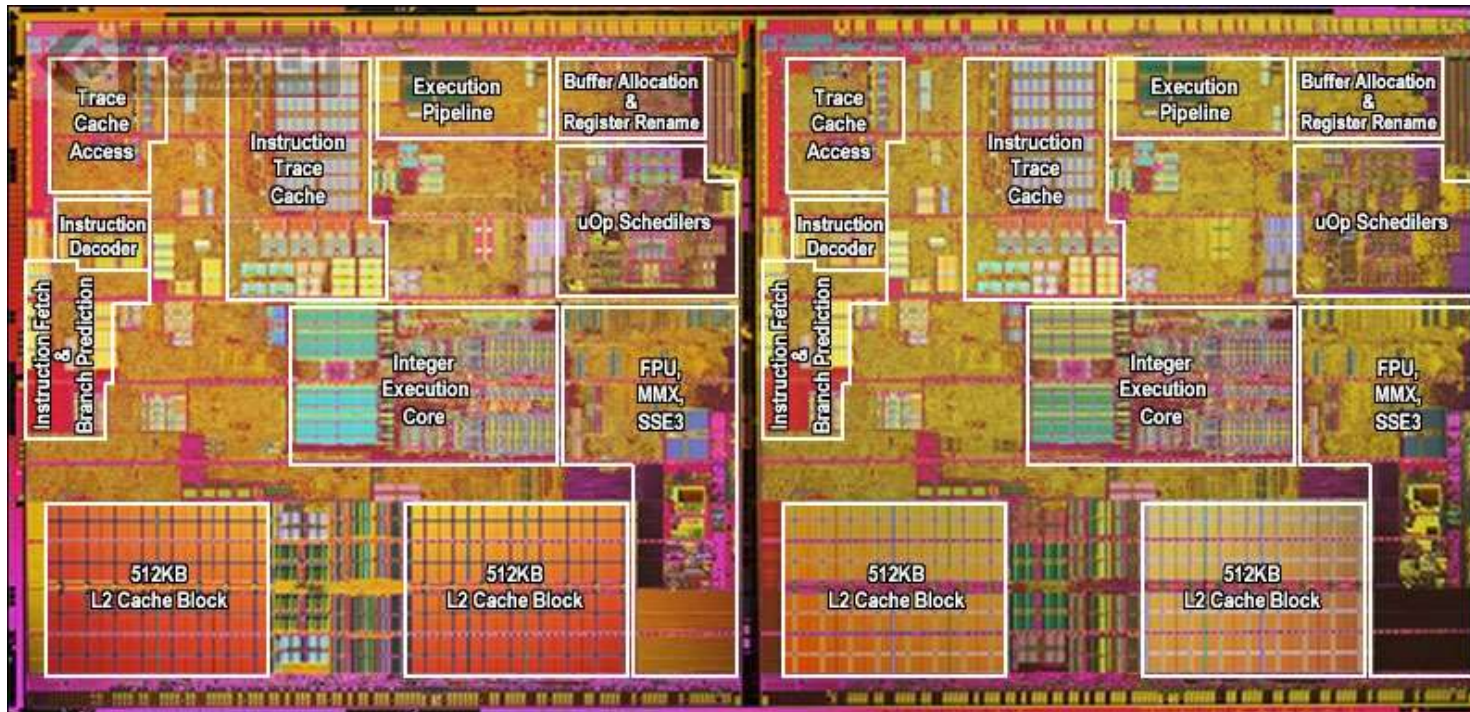 Trace
Cache
Access
Instruction
Trace
Cache
Execution
Pipeline
Buffer Allocation
&
Register Rename
Instruction
Decoder
uOp Schedilers
Instruction Fetch
&
Branch Prediction
Integer
Execution
Core
FPU,
MMX,
SSE3
512KB
L2 Cache Block
512KB
L2 Cache Block
Trace
Cache
Access
Instruction
Trace
Cache
Execution
Pipeline
Buffer Allocation
&
Register Rename
Instruction
Decoder
uOp Schedilers
Instruction Fetch
&
Branch Prediction
Integer
Execution
Core
FPU,
MMX,
SSE3
512KB
L2 Cache Block
512KB
L2 Cache Block